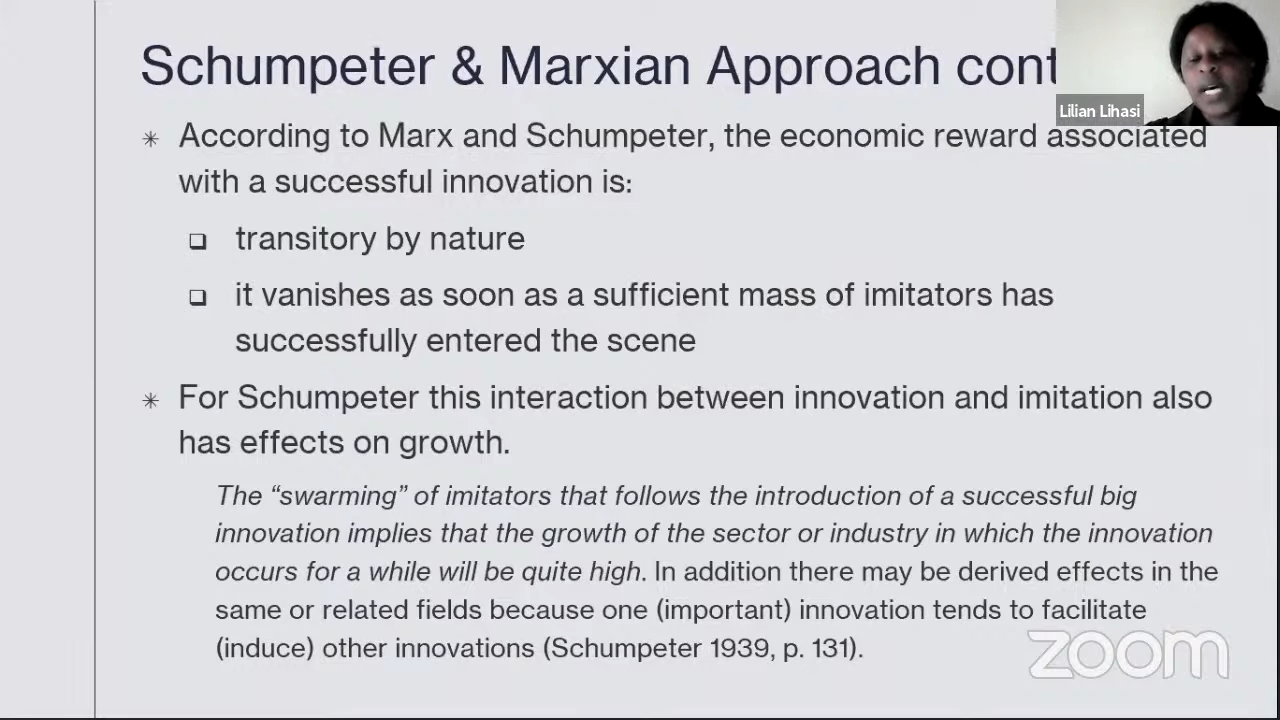 Schumpeter & Marxian Approach cont
Lilian Lihasi
✳ According to Marx and Schumpeter, the economic reward associated
with a successful innovation is:
❑ transitory by nature
❑ it vanishes as soon as a sufficient mass of imitators has
successfully entered the scene
✳ For Schumpeter this interaction between innovation and imitation also
has effects on growth.
The “swarming” of imitators that follows the introduction of a successful big
innovation implies that the growth of the sector or industry in which the innovation
occurs for a while will be quite high. In addition there may be derived effects in the
same or related fields because one (important) innovation tends to facilitate
(induce) other innovations (Schumpeter 1939, p. 131).
zoom